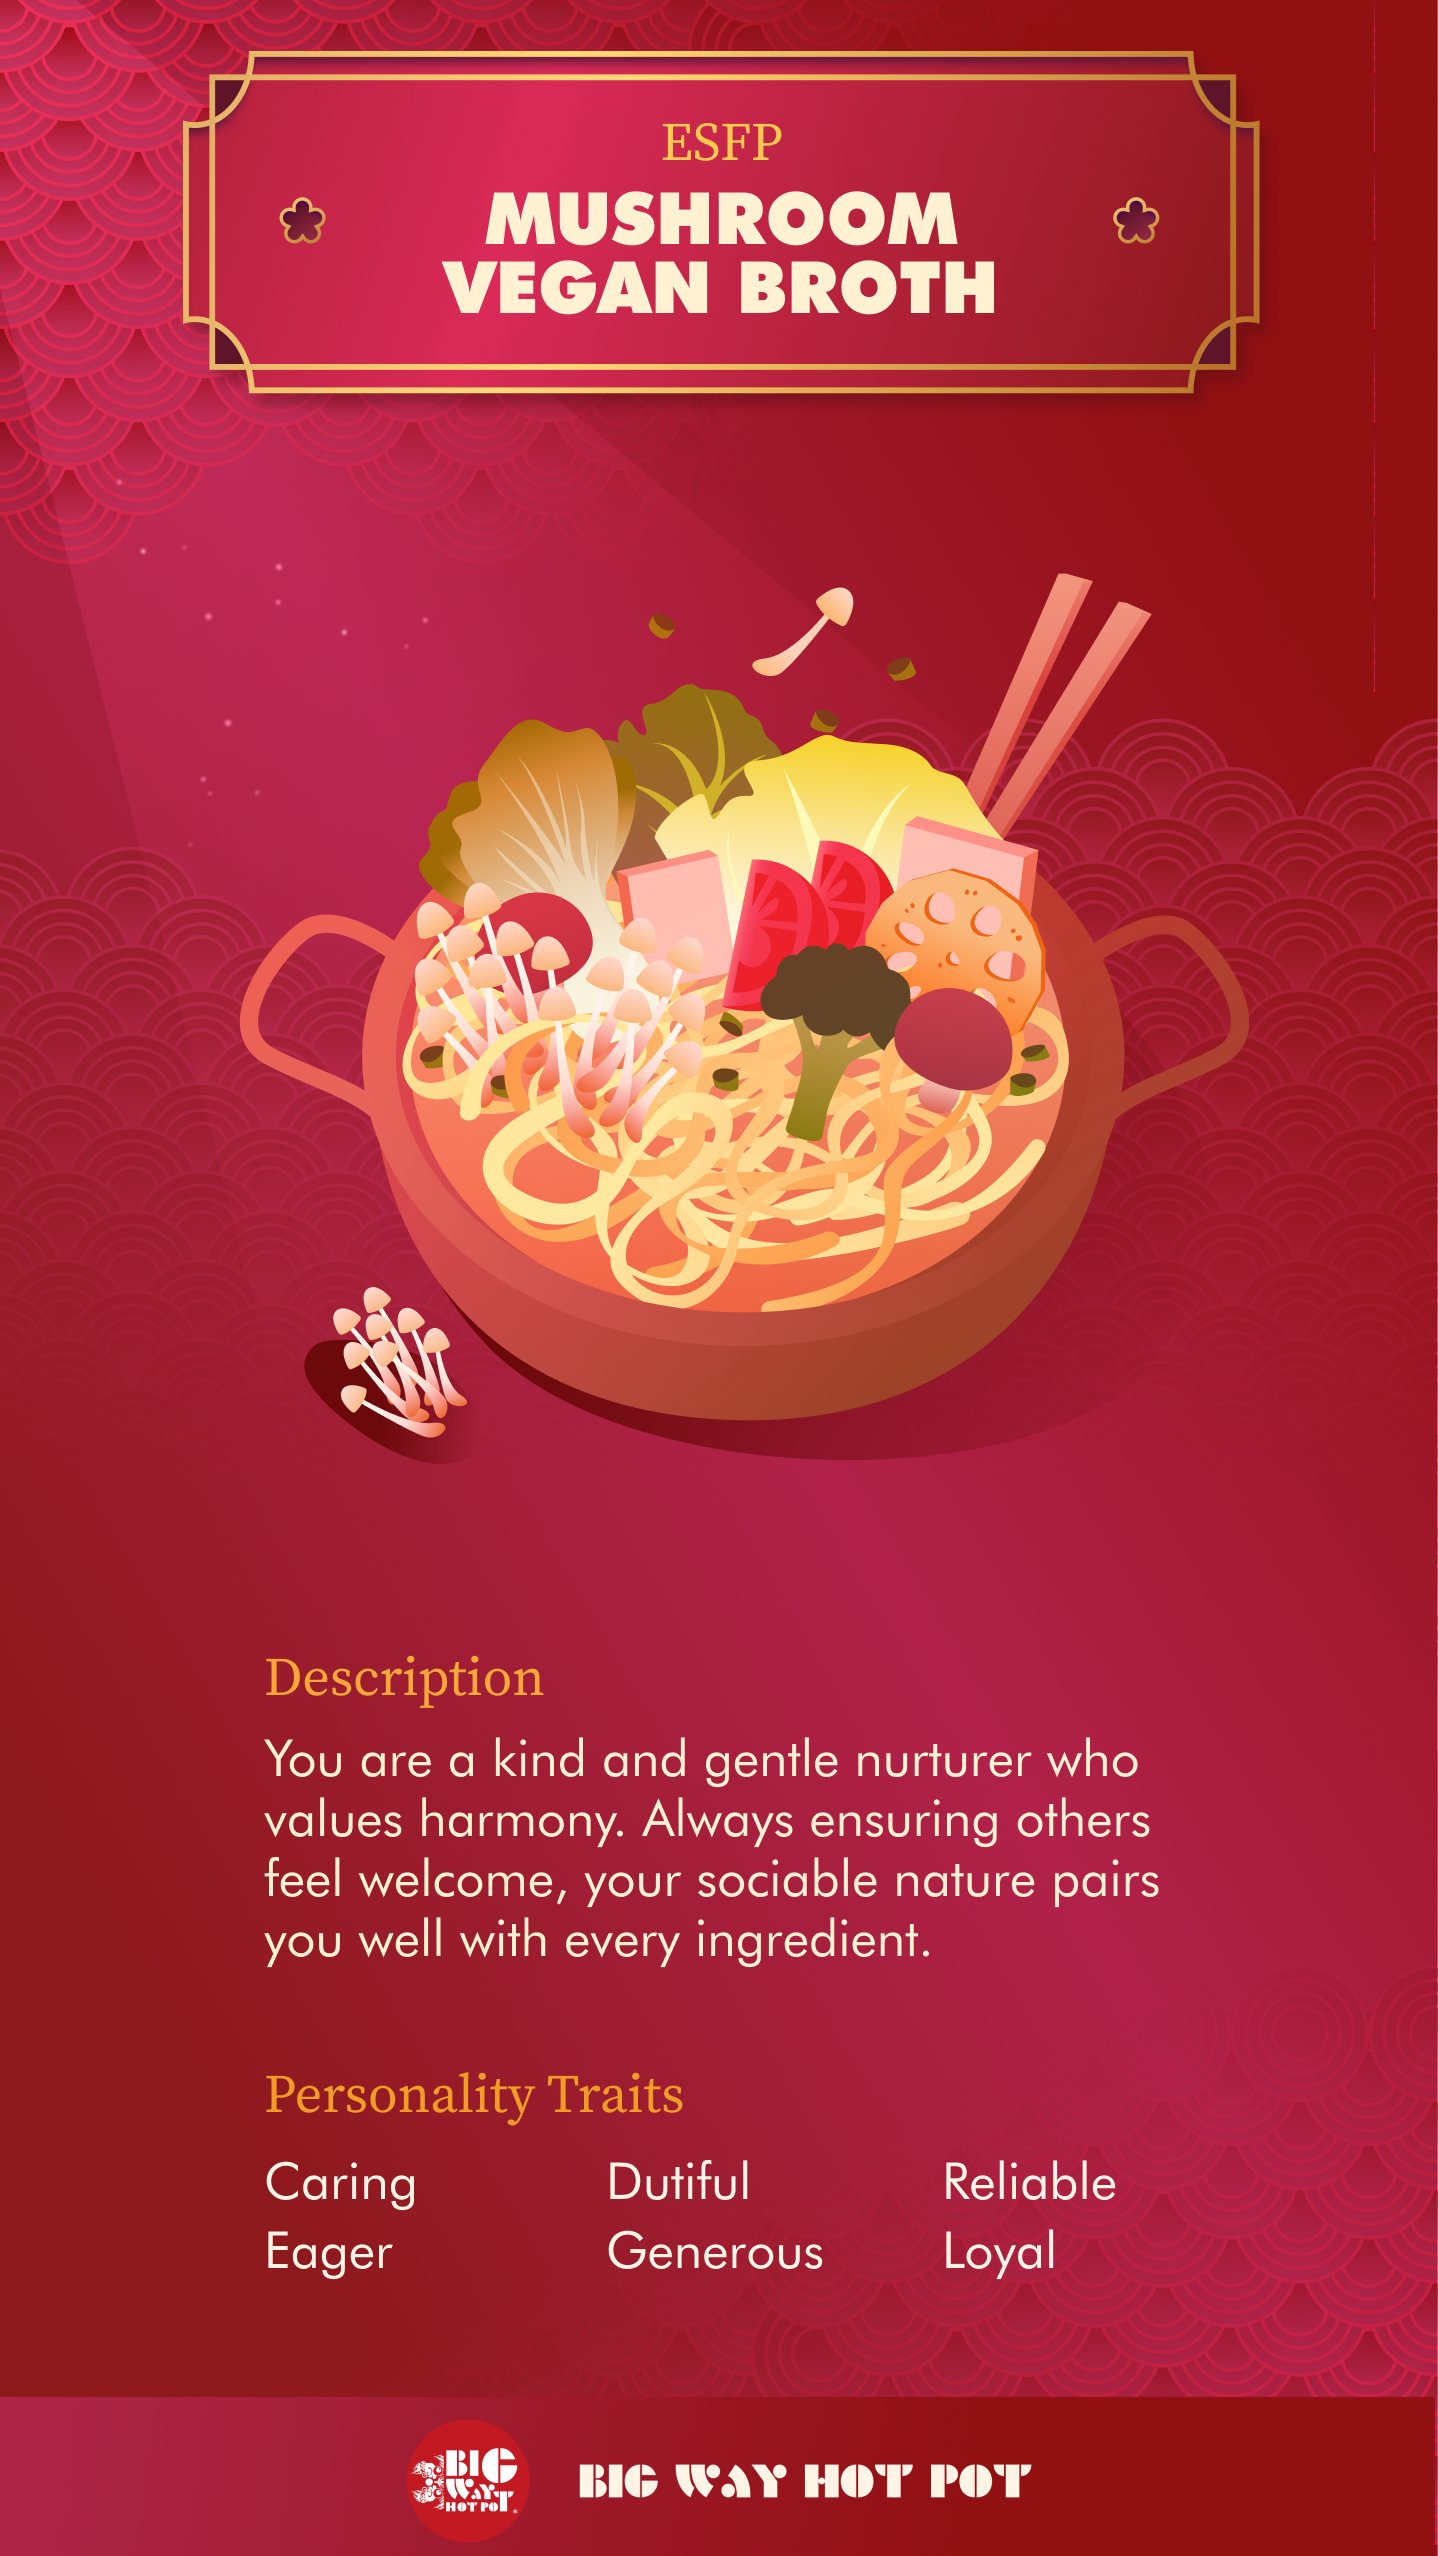 ESFP
MUSHROOM
VEGAN BROTH
Description
You are a kind and gentle nurturer who
values harmony. Always ensuring others
feel welcome, your sociable nature pairs
you well with every ingredient.
Personality Traits
Caring Dutiful Reliable
Eager Generous Loyal
BIG
WAY
HOT POT
BIG WAY HOT POT